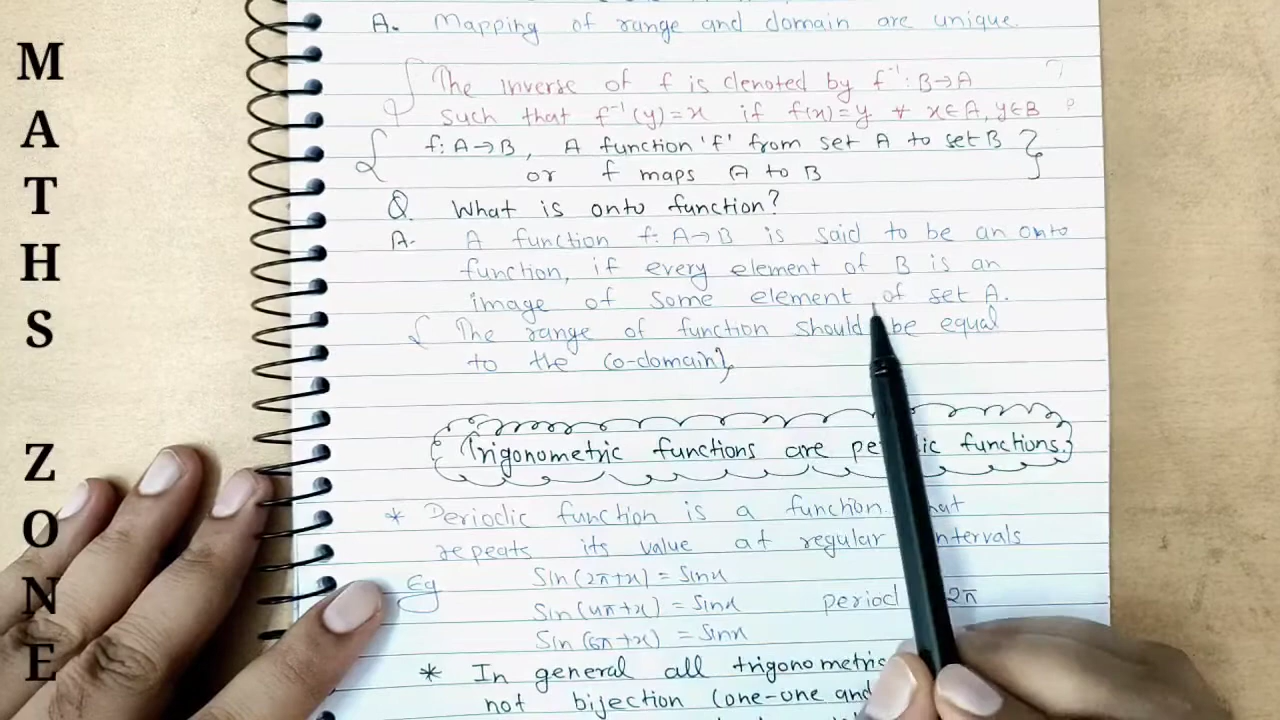 MATHS ZONE
A. Mapping of range and domain are unique.
{ The inverse of f is denoted by f⁻¹: B→A
such that f⁻¹(y)=x if f(x)=y ∀ x∈A, y∈B }
{ f: A→B, A function 'f' from set A to set B }
or f maps A to B
Q. What is onto function?
A. A function f: A→B is said to be an onto
function, if every element of B is an
image of some element of set A.
{ The range of function should be equal
to the co-domain}
Trigonometric functions are functions.
* Periodic function is a function
repeats its value at regular
Eg Sin(2π+x) = Sinx
Sin(4π+x) = Sinx period 2π
Sin(6π+x) = Sinx
* In general all trigonometric
not bijection (one-one and